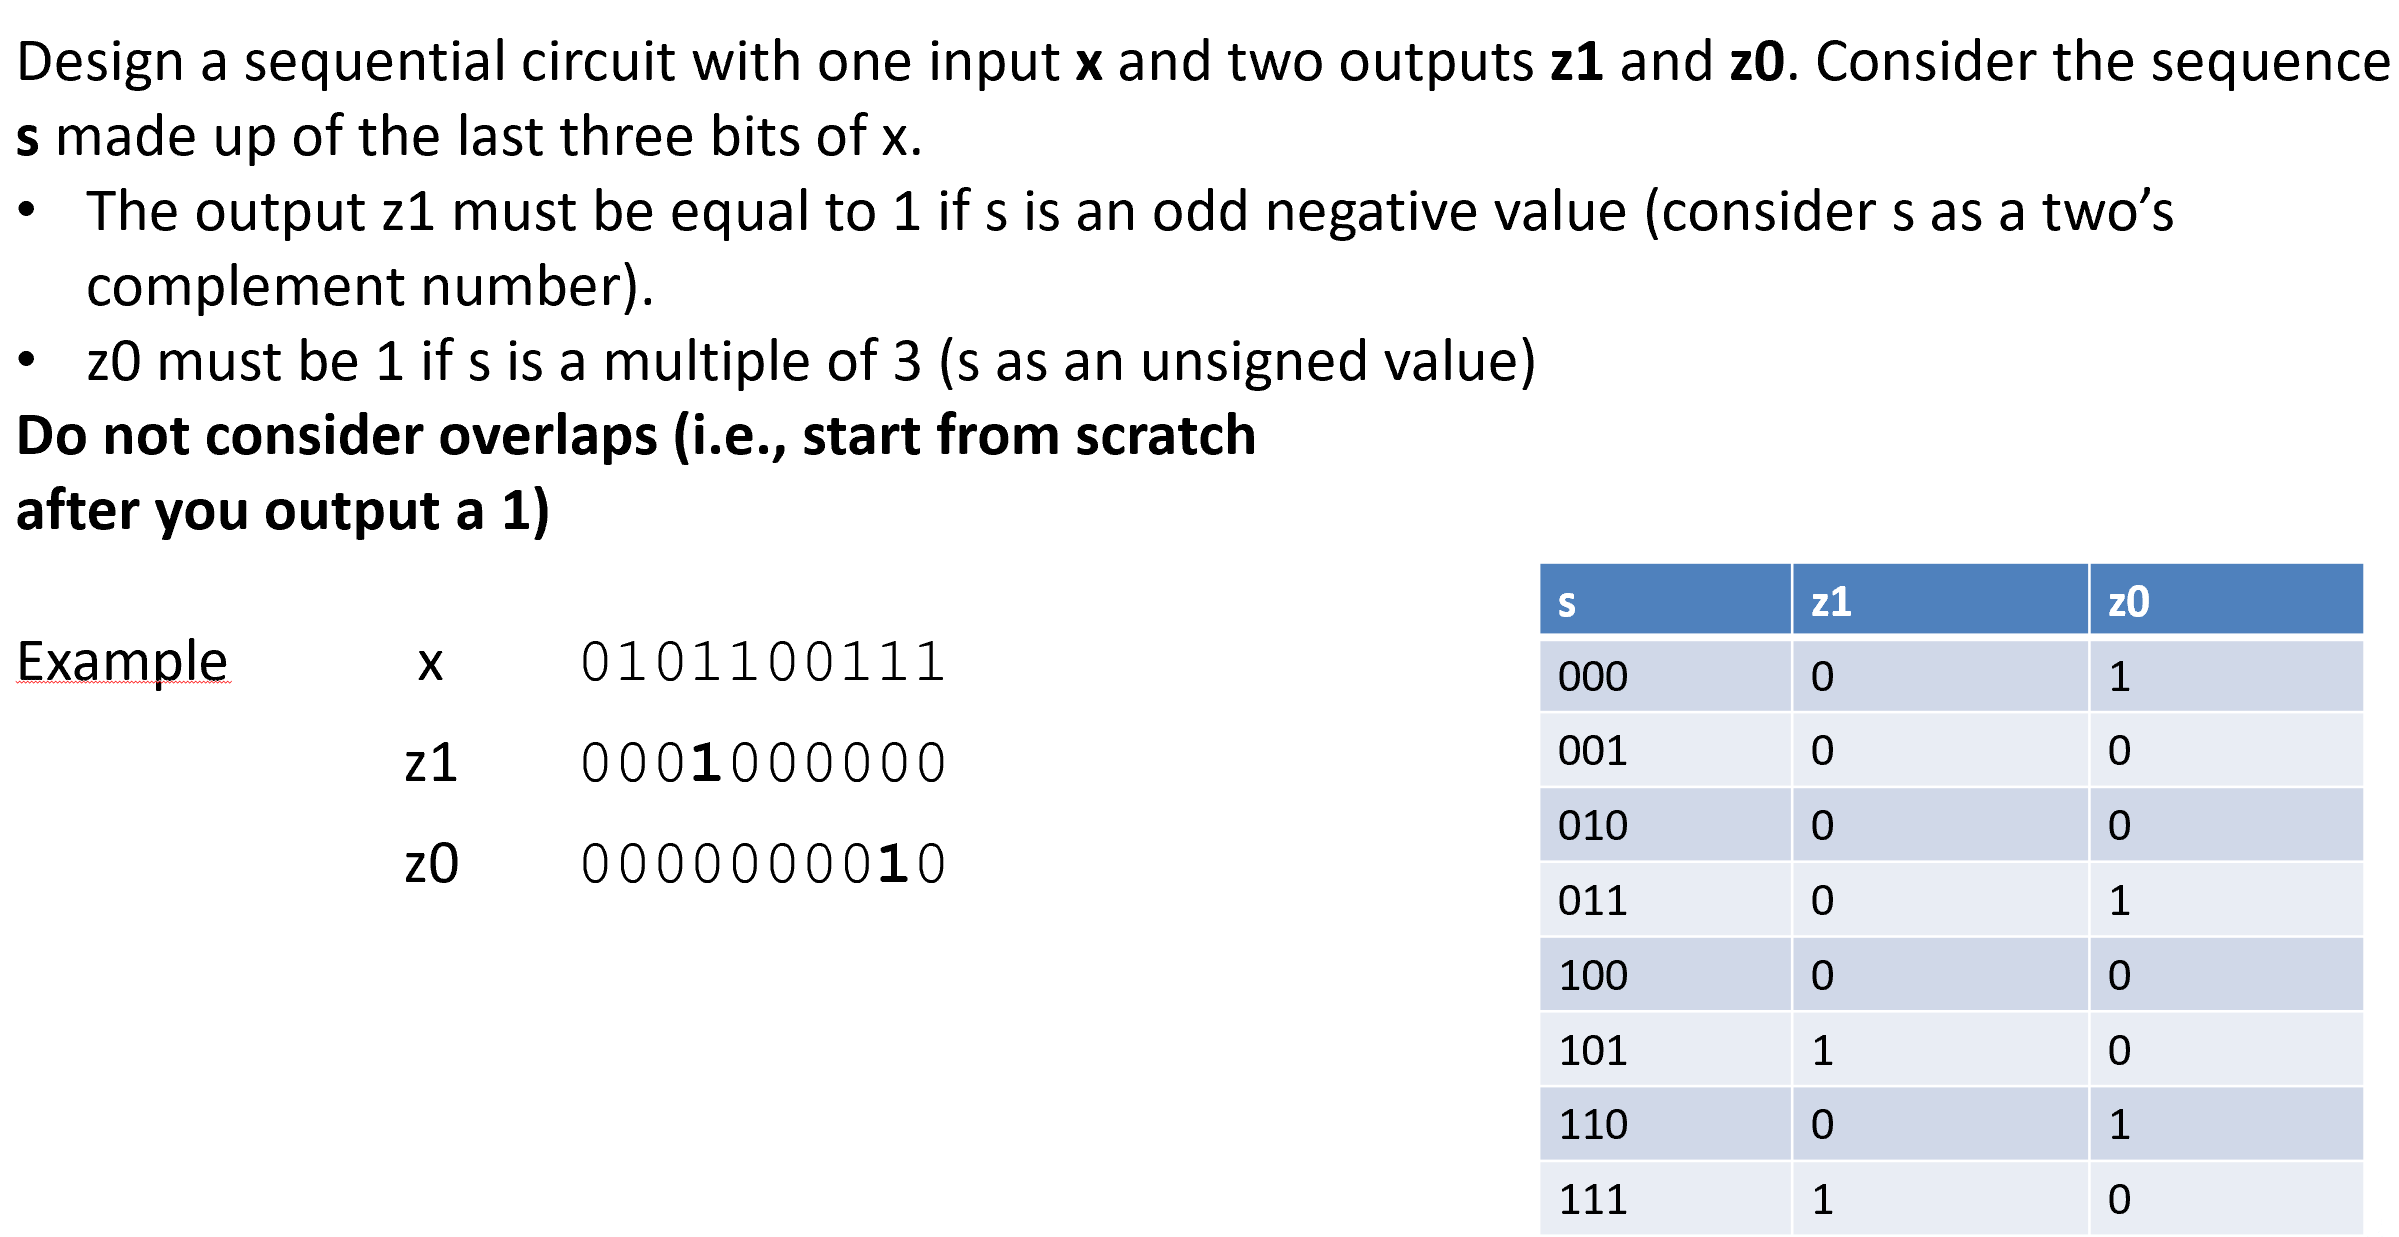 Design a sequential circuit with one input x and two outputs z1 and z0. Consider the sequence
s made up of the last three bits of x.
• The output z1 must be equal to 1 if s is an odd negative value (consider s as a two’s
complement number).
• z0 must be 1 if s is a multiple of 3 (s as an unsigned value)
Do not consider overlaps (i.e., start from scratch
after you output a 1)
Example x 0101100111
z1 0001000000
z0 0000000010
s z1 z0
000 0 1
001 0 0
010 0 0
011 0 1
100 0 0
101 1 0
110 0 1
111 1 0